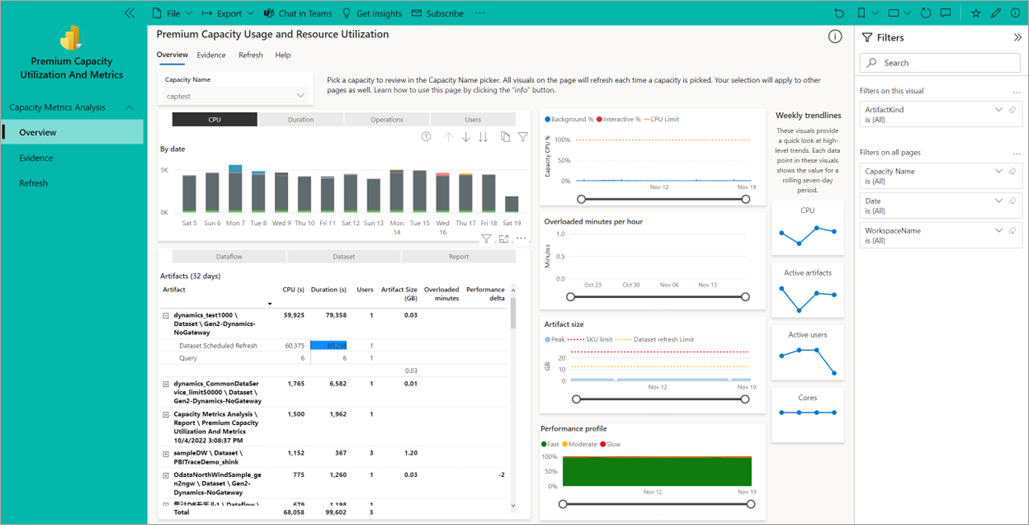 File
Export
Chat in Teams
Get insights
Subscribe
Premium Capacity
Utilization And Metrics
Capacity Metrics Analysis
Overview
Evidence
Refresh
Premium Capacity Usage and Resource Utilization
Overview
Evidence
Refresh
Help
Capacity Name
captest
Pick a capacity to review in the Capacity Name picker. All visuals on the page will refresh each time a capacity is picked. Your selection will apply to other
pages as well. Learn how to use this page by clicking the "info" button.
CPU
Duration
Operations
Users
By date
5K
0K
Sat 5 Sun 6 Mon 7 Tue 8 Wed 9 Thu 10 Fri 11 Sat 12 Sun 13 Mon 14 Tue 15 Wed 16 Thu 17 Fri 18 Sat 19
Dataflow
Dataset
Report
Artifacts (32 days)
Artifact CPU (s) Duration (s) Users Artifact Size (GB) Overloaded minutes Performance delta
dynamics_test1000 \ 59,925 79,358 1 0.03
Dataset \ Gen2-Dynamics-
NoGateway
Dataset Scheduled Refresh 60,375 80,258 1
Query 6 6 1
0.03
dynamics_CommonDataSer 1,765 6,582 1 0.01
vice_limit50000 \ Dataset \
Gen2-Dynamics-NoGateway
Capacity Metrics Analysis \ 1,500 1,962 1
Report \ Premium Capacity
Utilization And Metrics
10/4/2022 3:08:37 PM
sampleDW \ Dataset \ 1,152 367 3 1.20
PBITraceDemo_shink
OdataNorthWindSample_ge 775 1,260 1 0.03 -2
n2ngw \ Dataset \ Gen2-
Dynamics-NoGateway
Total 68,058 99,602 3
Background % Interactive % CPU Limit
Capacity CPU %
100%
50%
0%
Nov 12
Nov 19
Overloaded minutes per hour
Minutes
1.0
0.5
0.0
Oct 23 Oct 30 Nov 06 Nov 13
Artifact size
Peak SKU limit Dataset refresh Limit
GB
20
10
0
Nov 12
Nov 19
Performance profile
Fast Moderate Slow
100%
50%
0%
Nov 12
Nov 19
Weekly trendlines
These visuals provide
a quick look at high-
level trends. Each data
point in these visuals
shows the value for a
rolling seven-day
period.
CPU
Active artifacts
Active users
Cores
Filters
Search
Filters on this visual
ArtifactKind
is (All)
Filters on all pages
Capacity Name
is (All)
Date
is (All)
WorkspaceName
is (All)